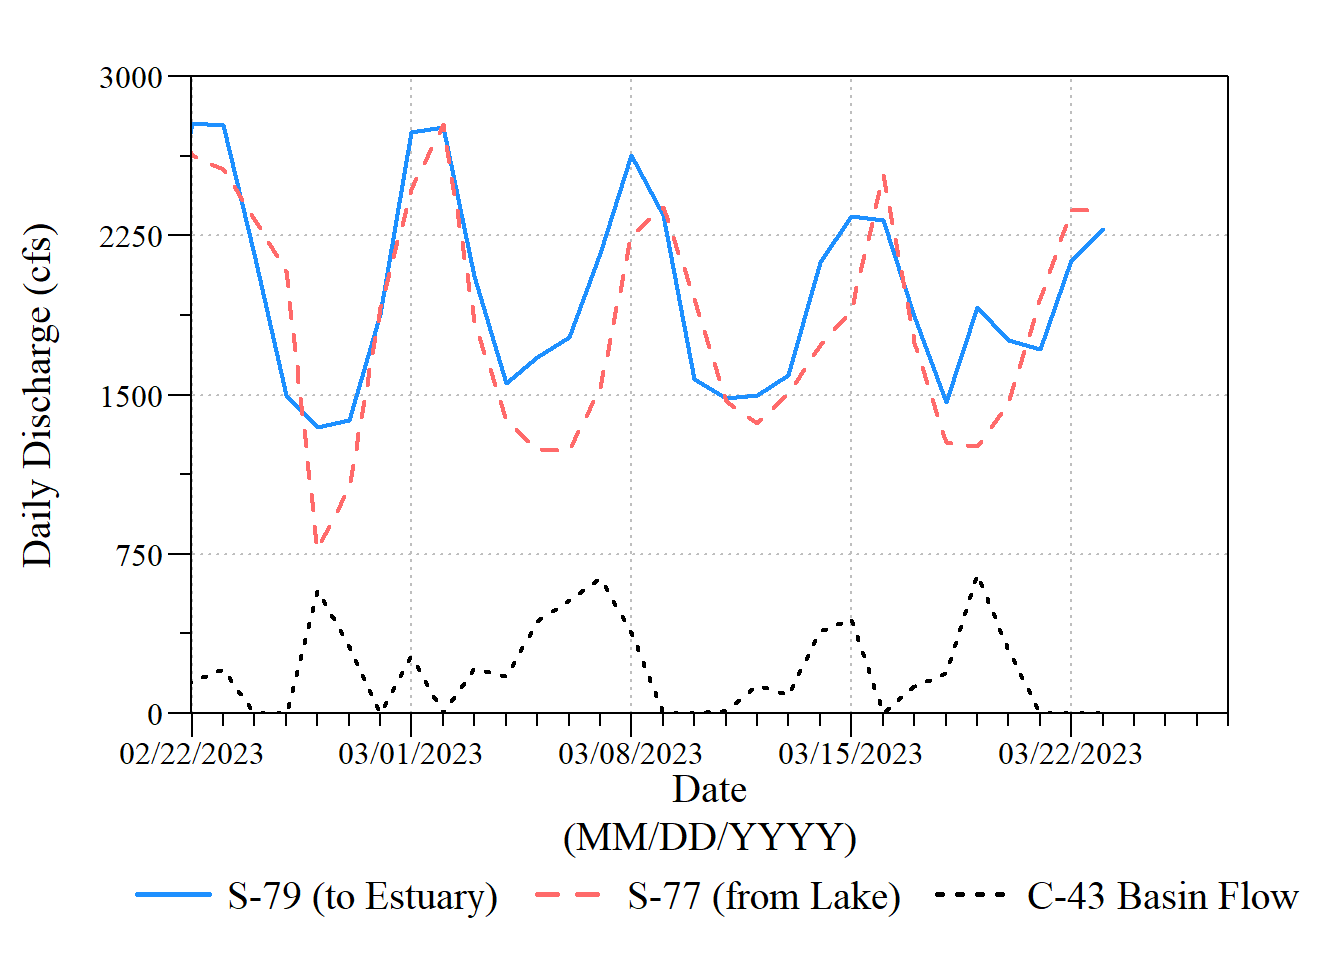 3000
2250
1500
750
0
Daily Discharge (cfs)
02/22/2023 03/01/2023 03/08/2023 03/15/2023 03/22/2023
Date
(MM/DD/YYYY)
S-79 (to Estuary) S-77 (from Lake) C-43 Basin Flow